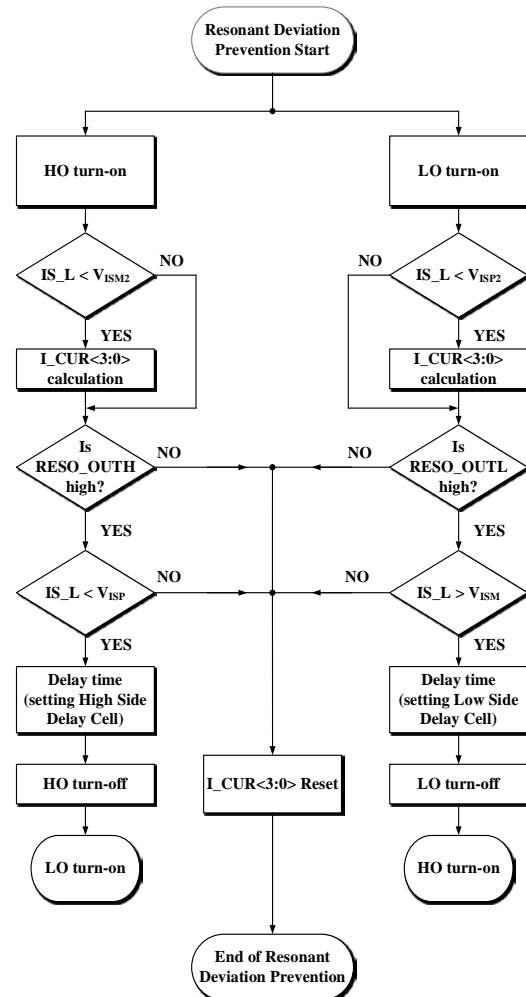 Resonant Deviation
Prevention Start
HO turn-on
LO turn-on
IS_L < VISM2
NO
YES
NO
IS_L < VISP2
YES
I_CUR<3:0>
calculation
I_CUR<3:0>
calculation
Is
RESO_OUTH
high?
NO
YES
NO
Is
RESO_OUTL
high?
YES
IS_L < VISP
NO
YES
NO
IS_L > VISM
YES
Delay time
(setting High Side
Delay Cell)
Delay time
(setting Low Side
Delay Cell)
HO turn-off
I_CUR<3:0> Reset
LO turn-off
LO turn-on
HO turn-on
End of Resonant
Deviation Prevention